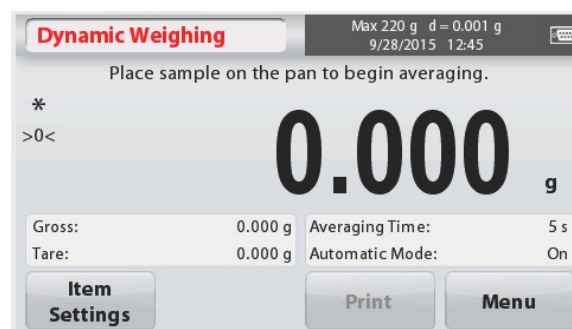 Dynamic Weighing
Max 220 g d = 0.001 g
9/28/2015 12:45
Place sample on the pan to begin averaging.
*
>0<
0.000 g
Gross: 0.000 g
Tare: 0.000 g
Averaging Time: 5 s
Automatic Mode: On
Item
Settings
Print
Menu